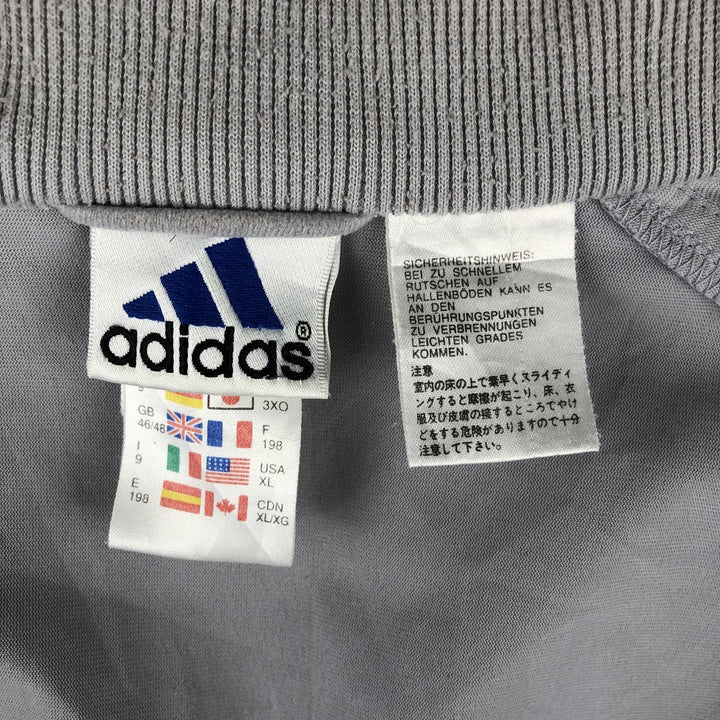 adidas®
3XO
GB
46/48
F
198
I
9
USA
XL
E
198
CDN
XL/XG
SICHERHEITSHINWEIS:
BEI ZU SCHNELLEM
RUTSCHEN AUF
HALLENBÖDEN KANN ES
AN DEN
BERÜHRUNGSPUNKTEN
ZU VERBRENNUNGEN
LEICHTEN GRADES
KOMMEN.
注意
室内の床の上で素早くスライディ
ングすると摩擦が起こり、床、衣
服及び皮膚の接するところでやけ
どをする危険がありますので十分
注意して下さい。